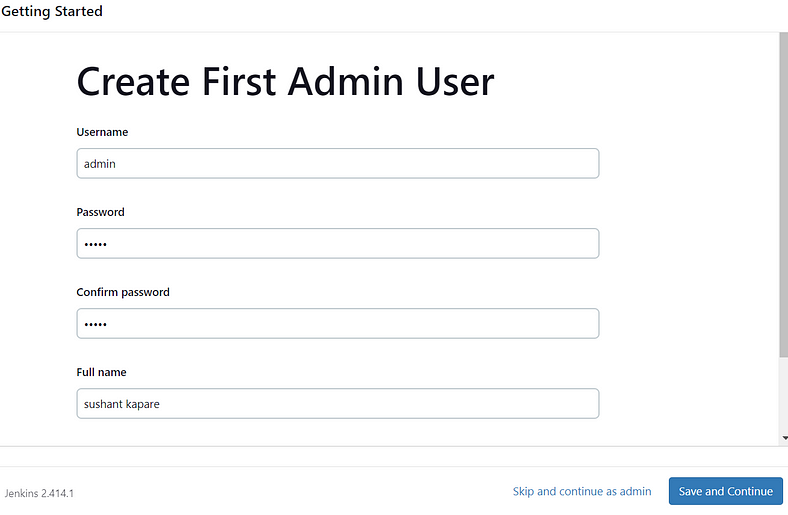 Getting Started
Create First Admin User
Username
admin
Password
•••••
Confirm password
•••••
Full name
sushant kapare
Jenkins 2.414.1
Skip and continue as admin
Save and Continue